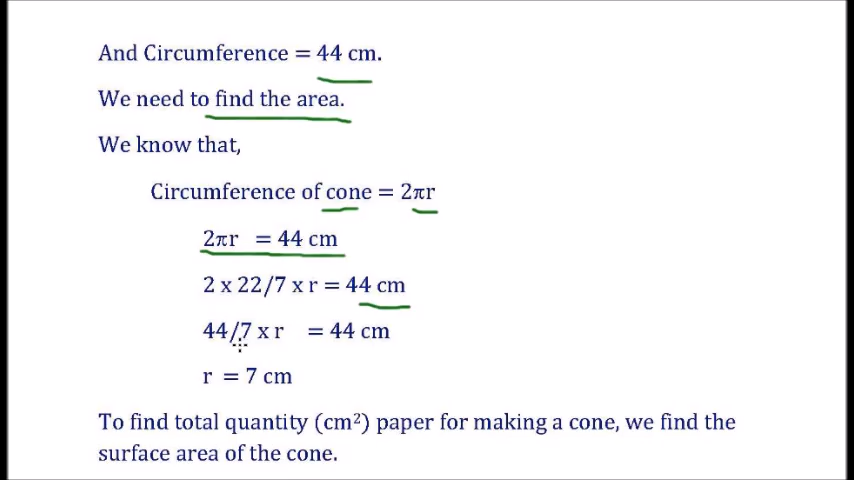 And Circumference = 44 cm.
We need to find the area.
We know that,
Circumference of cone = 2πr
2πr = 44 cm
2 x 22/7 x r = 44 cm
44/7 x r = 44 cm
r = 7 cm
To find total quantity (cm²) paper for making a cone, we find the
surface area of the cone.